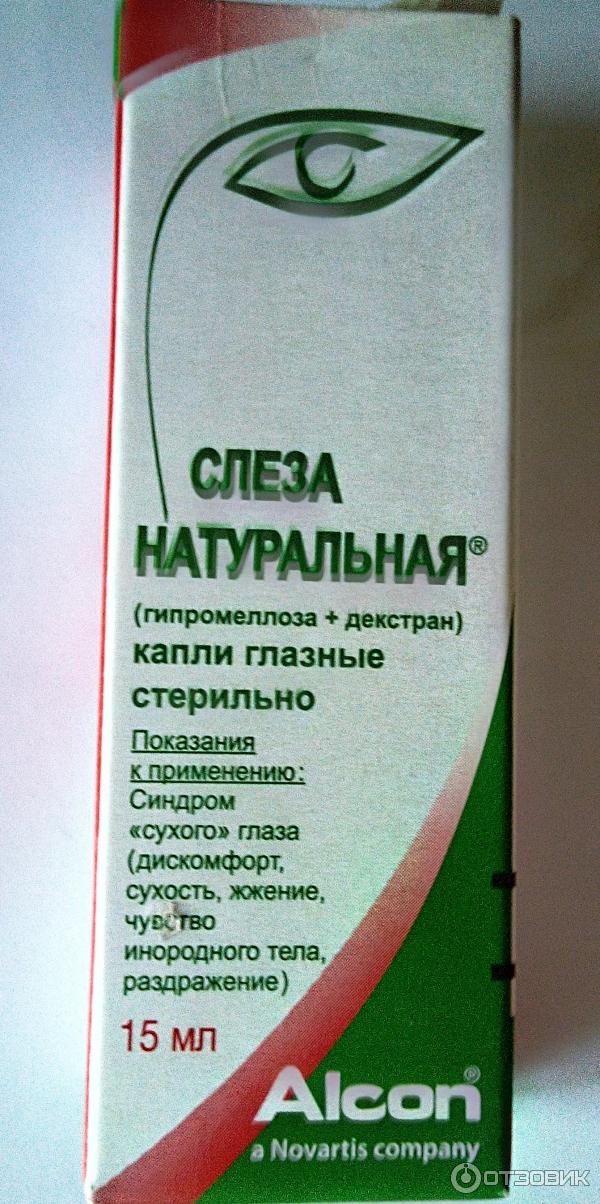 СЛЕЗА
НАТУРАЛЬНАЯ®
(гипромеллоза + декстран)
капли глазные
стерильно
Показания
к применению:
Синдром
«сухого» глаза
(дискомфорт,
сухость, жжение,
чувство
инородного тела,
раздражение)
15 мл
Alcon®
a Novartis company
ОТЗОВИК